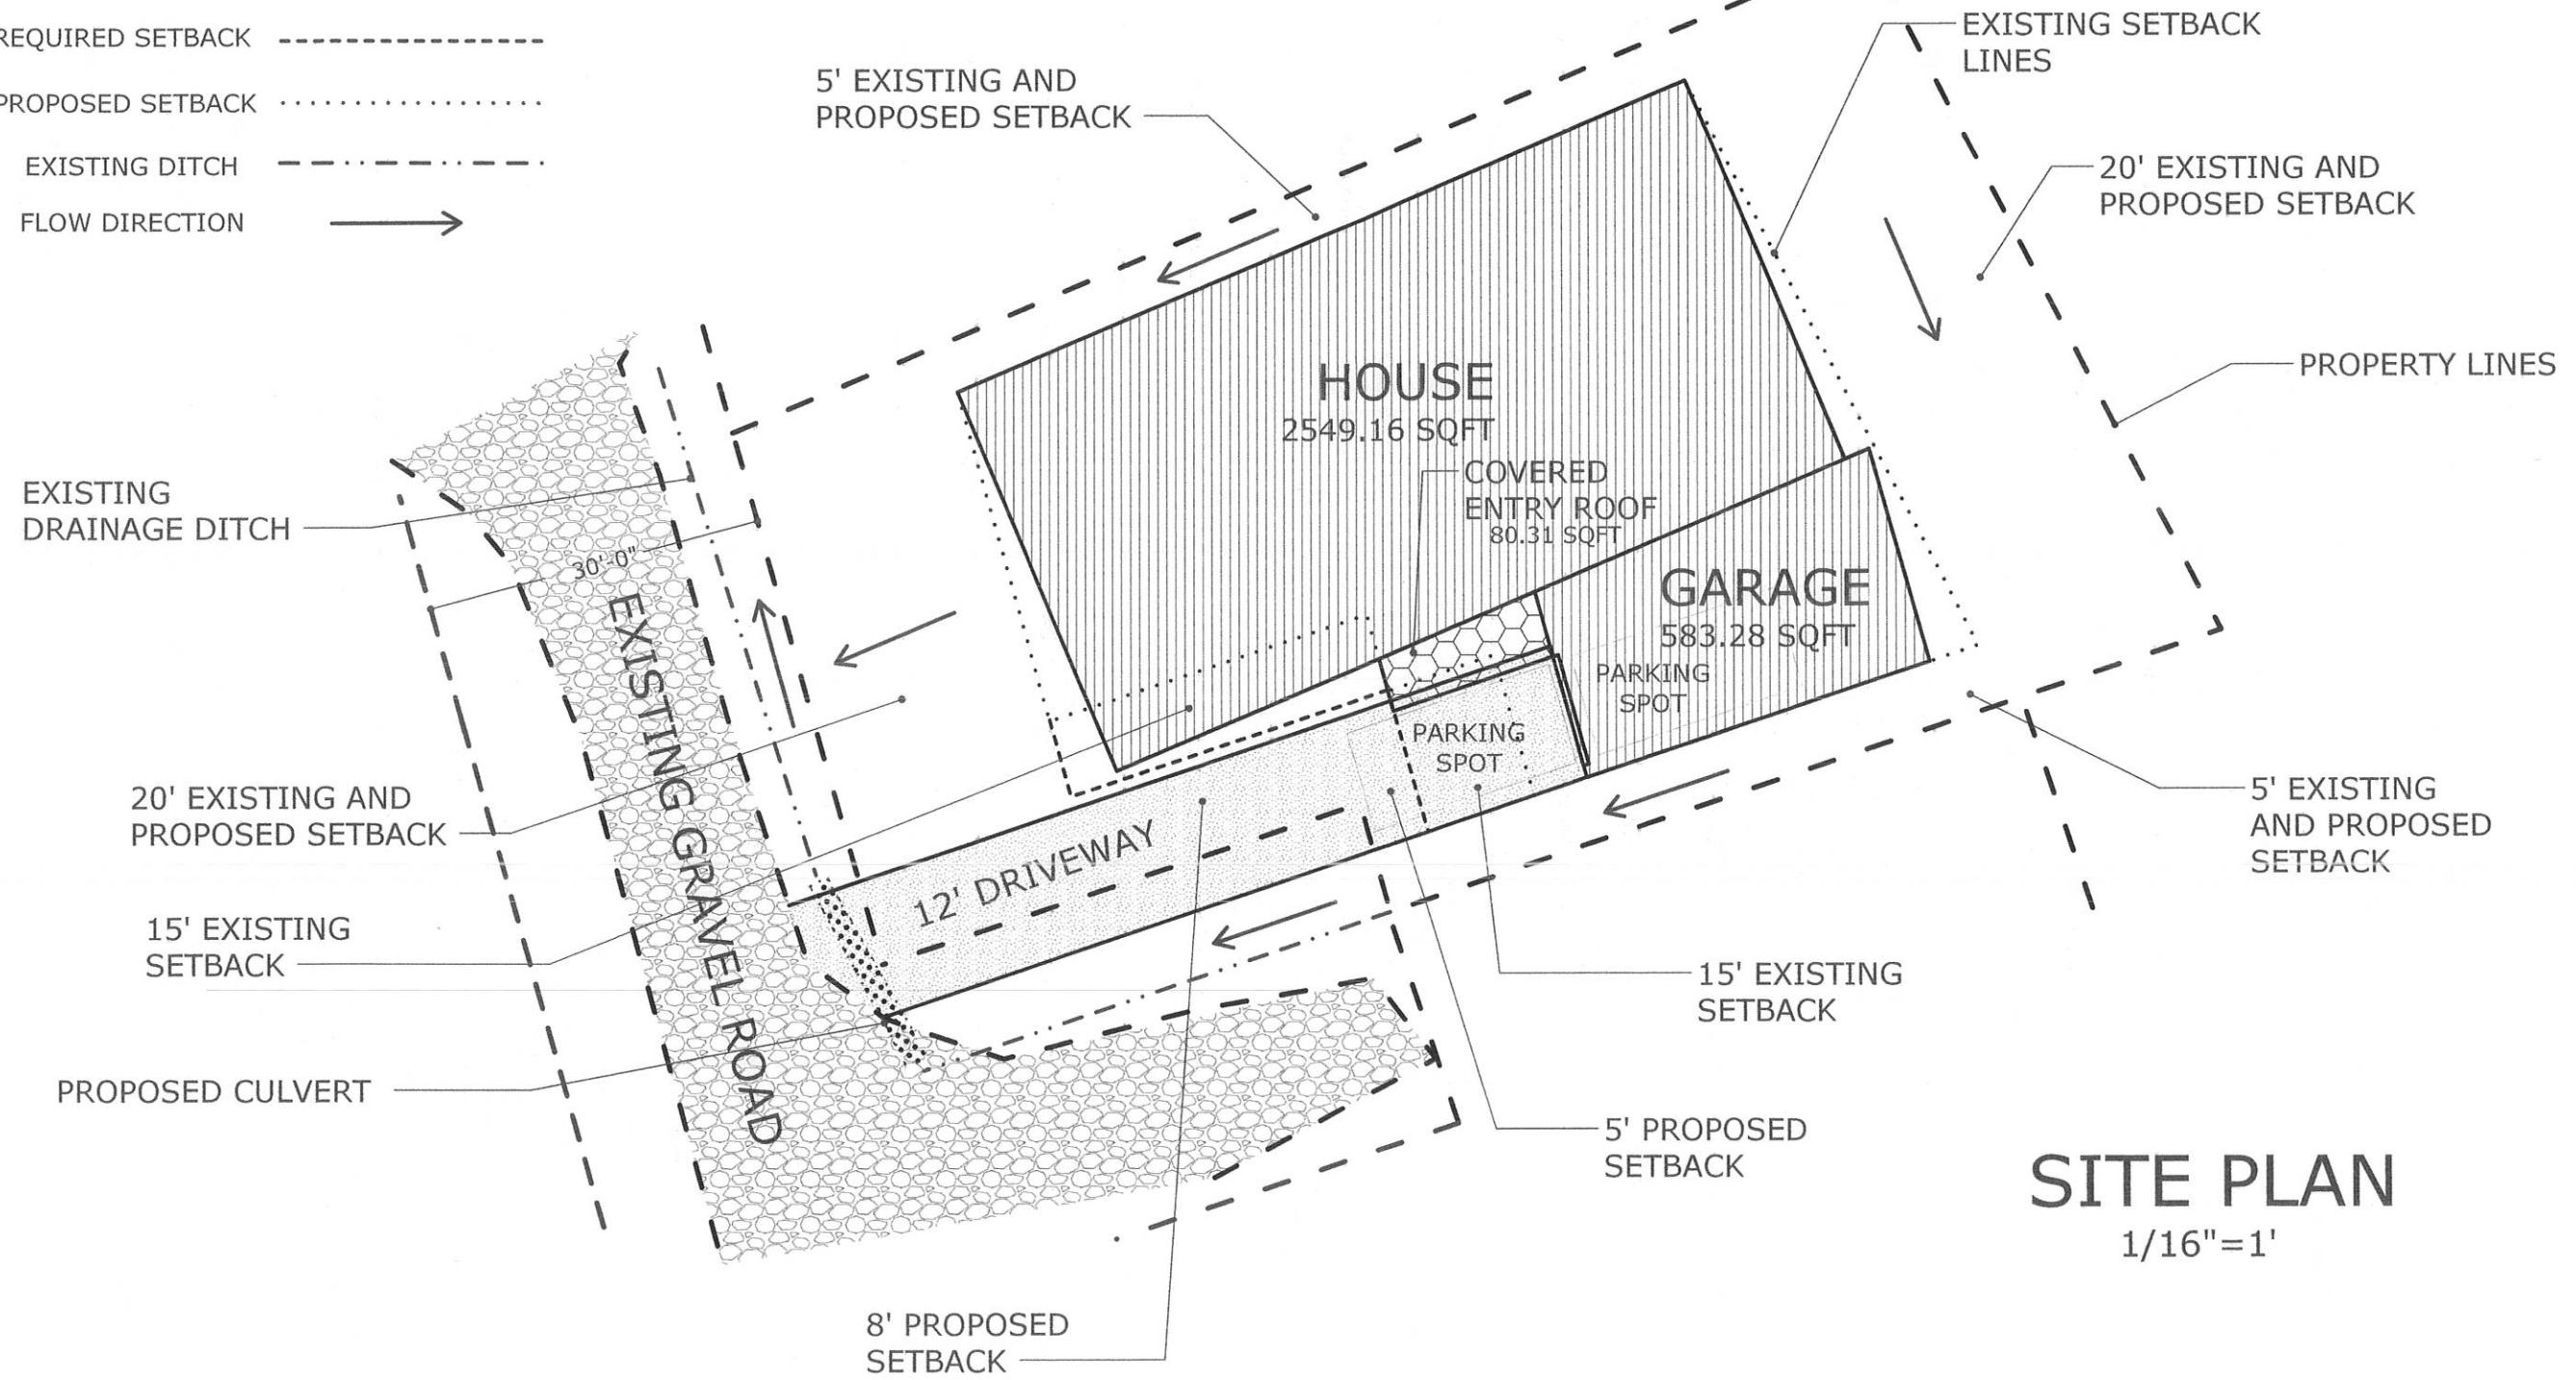 REQUIRED SETBACK
PROPOSED SETBACK
EXISTING DITCH
FLOW DIRECTION
5' EXISTING AND
PROPOSED SETBACK
EXISTING SETBACK
LINES
20' EXISTING AND
PROPOSED SETBACK
PROPERTY LINES
HOUSE
2549.16 SQFT
COVERED
ENTRY ROOF
80.31 SQFT
GARAGE
583.28 SQFT
PARKING
SPOT
PARKING
SPOT
EXISTING
DRAINAGE DITCH
30'-0"
EXISTING GRAVEL ROAD
20' EXISTING AND
PROPOSED SETBACK
12' DRIVEWAY
5' EXISTING
AND PROPOSED
SETBACK
15' EXISTING
SETBACK
15' EXISTING
SETBACK
PROPOSED CULVERT
5' PROPOSED
SETBACK
8' PROPOSED
SETBACK
SITE PLAN
1/16"=1'